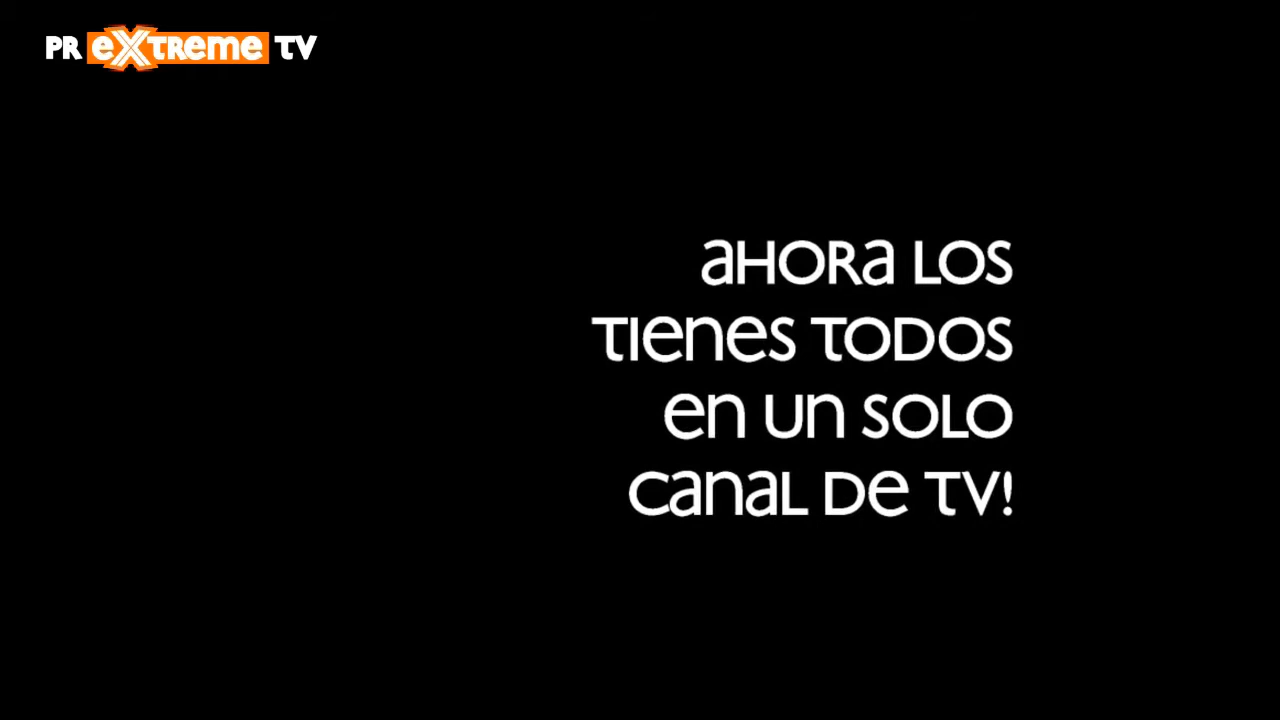 PR eXTREME TV
AHORA LOS
TIENES TODOS
EN UN SOLO
CANAL DE TV!